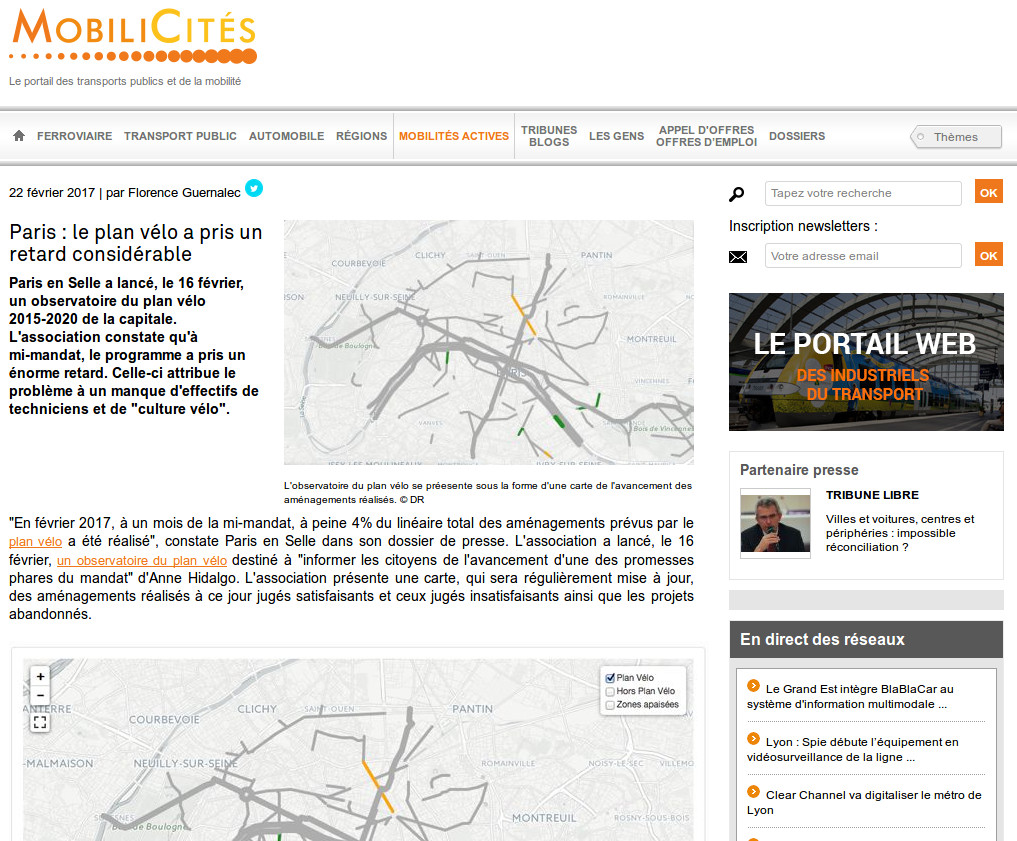 MOBILICITÉS
Le portail des transports publics et de la mobilité
FERROVIAIRE TRANSPORT PUBLIC AUTOMOBILE RÉGIONS MOBILITÉS ACTIVES TRIBUNES BLOGS LES GENS APPEL D'OFFRES OFFRES D'EMPLOI DOSSIERS Thèmes
22 février 2017 | par Florence Guernalec
Paris : le plan vélo a pris un
retard considérable
Paris en Selle a lancé, le 16 février,
un observatoire du plan vélo
2015-2020 de la capitale.
L'association constate qu'à
mi-mandat, le programme a pris un
énorme retard. Celle-ci attribue le
problème à un manque d'effectifs de
techniciens et de "culture vélo".
CLICHY SAINT-OUEN PANTIN
COURBEVOIE
NEUILLY-SUR-SEINE ROMAINVILLE
MONTREUIL
Bois de Boulogne
PARIS
VINCENNES
Bois de Vincennes
ISSY-LES-MOULINEAUX IVRY-SUR-SEINE
L'observatoire du plan vélo se préesente sous la forme d'une carte de l'avancement des
aménagements réalisés. © DR
"En février 2017, à un mois de la mi-mandat, à peine 4% du linéaire total des aménagements prévus par le
plan vélo a été réalisé", constate Paris en Selle dans son dossier de presse. L'association a lancé, le 16
février, un observatoire du plan vélo destiné à "informer les citoyens de l'avancement d'une des promesses
phares du mandat" d'Anne Hidalgo. L'association présente une carte, qui sera régulièrement mise à jour,
des aménagements réalisés à ce jour jugés satisfaisants et ceux jugés insatisfaisants ainsi que les projets
abandonnés.
+
−
Plan Vélo
Hors Plan Vélo
Zones apaisées
ANTERRE COURBEVOIE CLICHY SAINT-OUEN PANTIN
-MALMAISON NEUILLY-SUR-SEINE ROMAINVILLE NOISY-LE-SEC VILLEMO
MONTREUIL ROSNY-SOUS-BOIS
Bois de Boulogne
Tapez votre recherche OK
Inscription newsletters :
Votre adresse email OK
LE PORTAIL WEB
DES INDUSTRIELS
DU TRANSPORT
Partenaire presse
TRIBUNE LIBRE
Villes et voitures, centres et
périphéries : impossible
réconciliation ?
En direct des réseaux
Le Grand Est intègre BlaBlaCar au
système d'information multimodale ...
Lyon : Spie débute l'équipement en
vidéosurveillance de la ligne ...
Clear Channel va digitaliser le métro de
Lyon